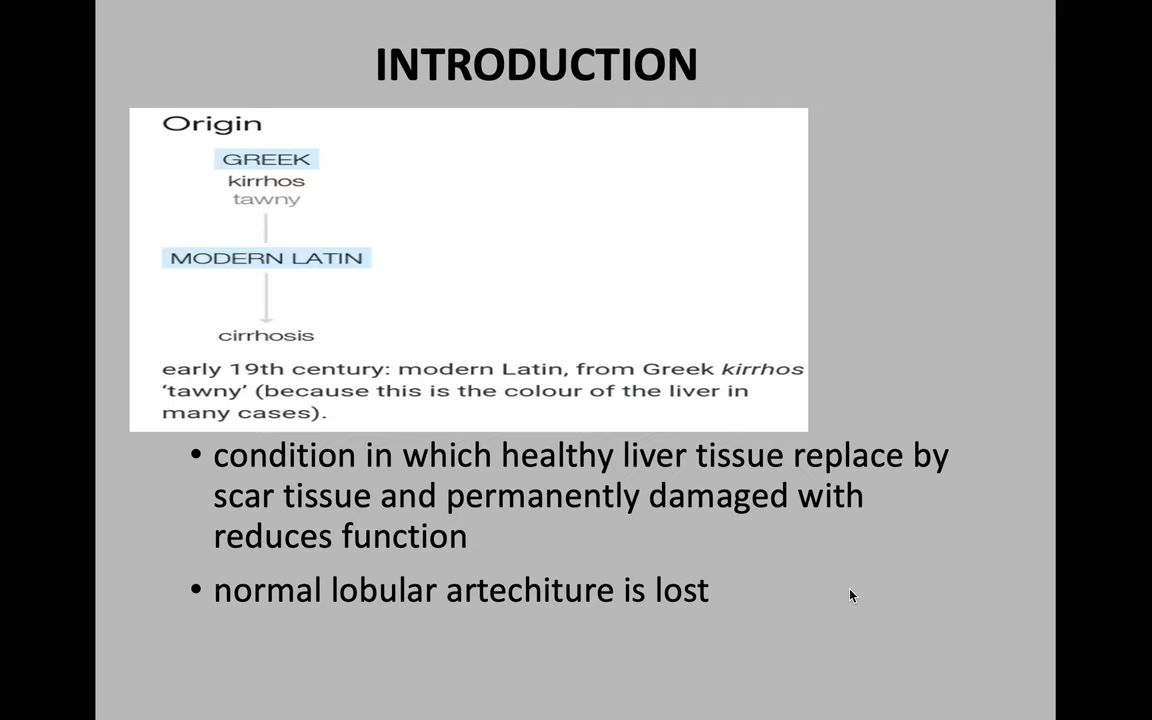 INTRODUCTION
Origin
GREEK
kirrhos
tawny
MODERN LATIN
cirrhosis
early 19th century: modern Latin, from Greek kirrhos
‘tawny’ (because this is the colour of the liver in
many cases).
• condition in which healthy liver tissue replace by
scar tissue and permanently damaged with
reduces function
• normal lobular artechiture is lost